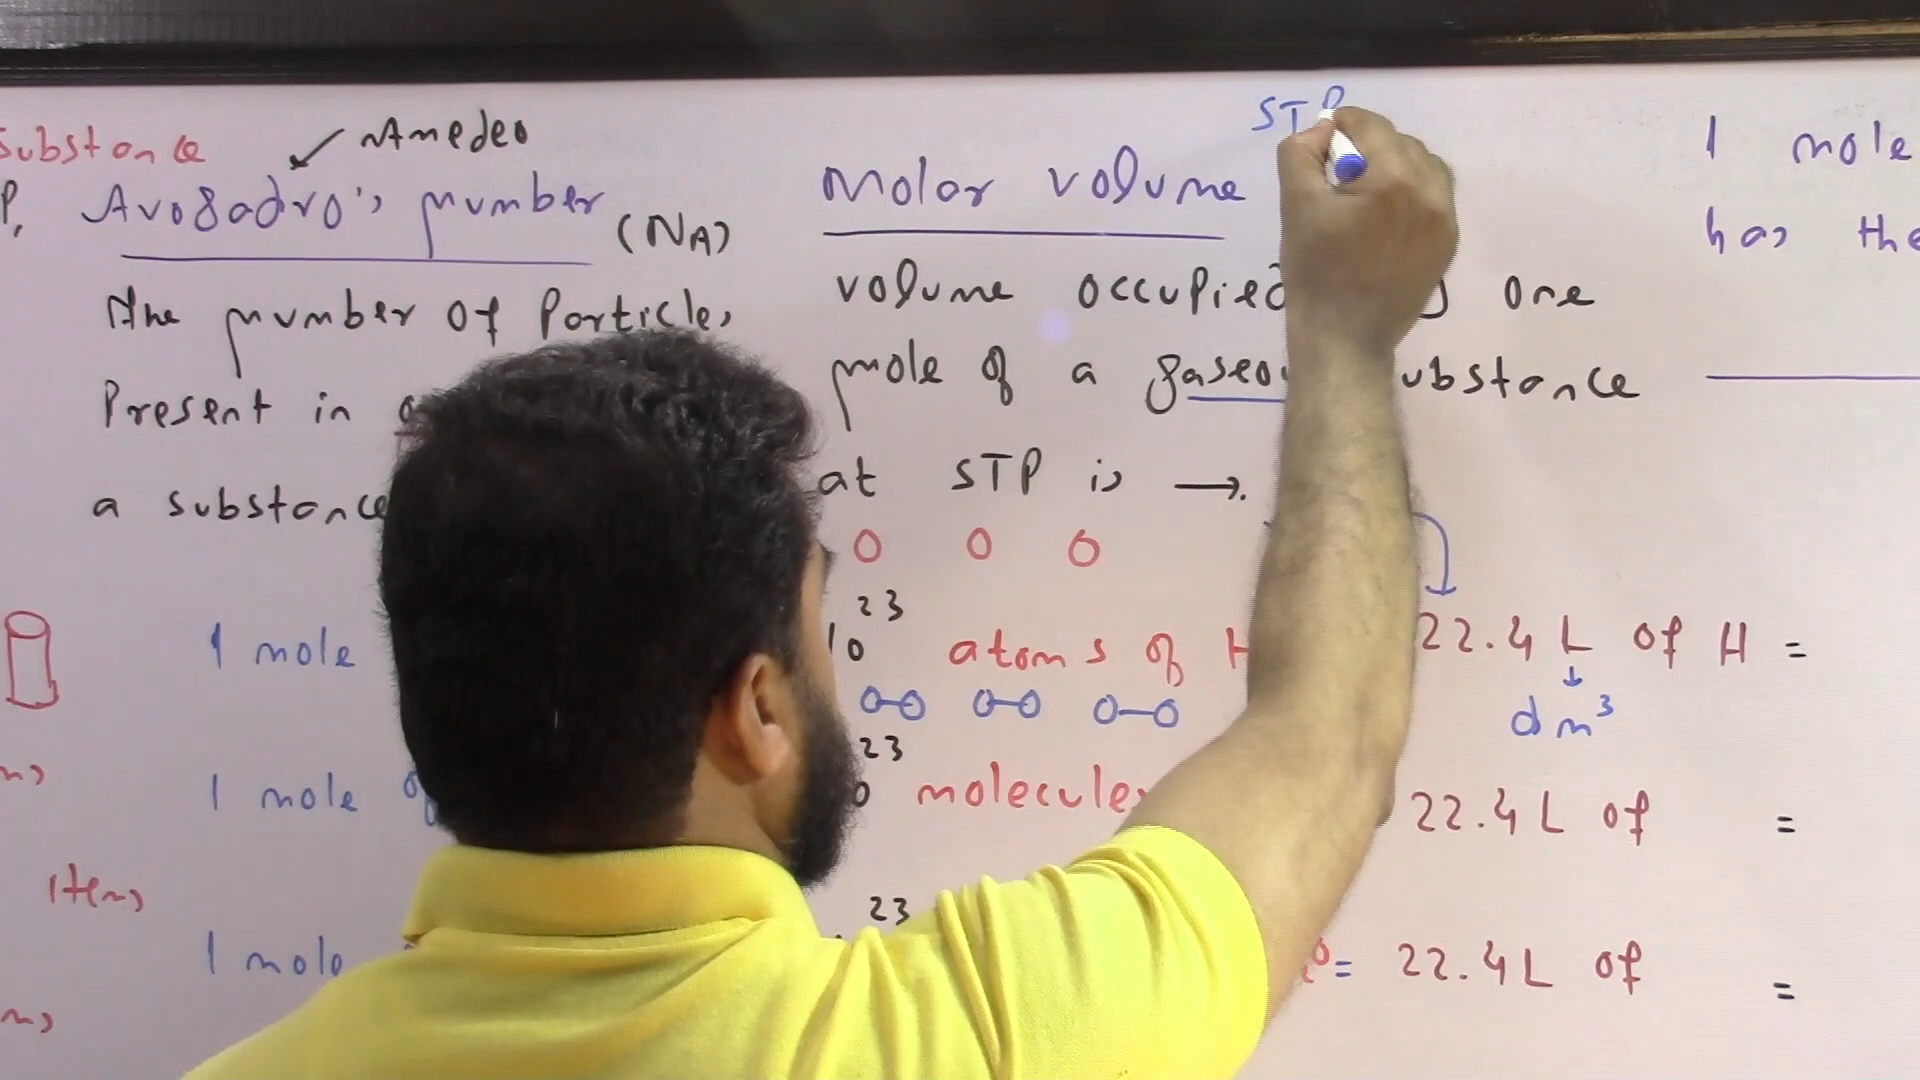 substance
Amedeo
P, Avogadro's number (NA)
The number of Particles
Present in
a substance
1 mole
10 23 atoms of H
1 mole of
23 molecules
items
1 mole
23
STP
Molar volume
volume occupied one
mole of a gaseou substance
at STP is →
22.4 L of H =
dm3
22.4 L of =
= 22.4 L of =
1 mole
has the